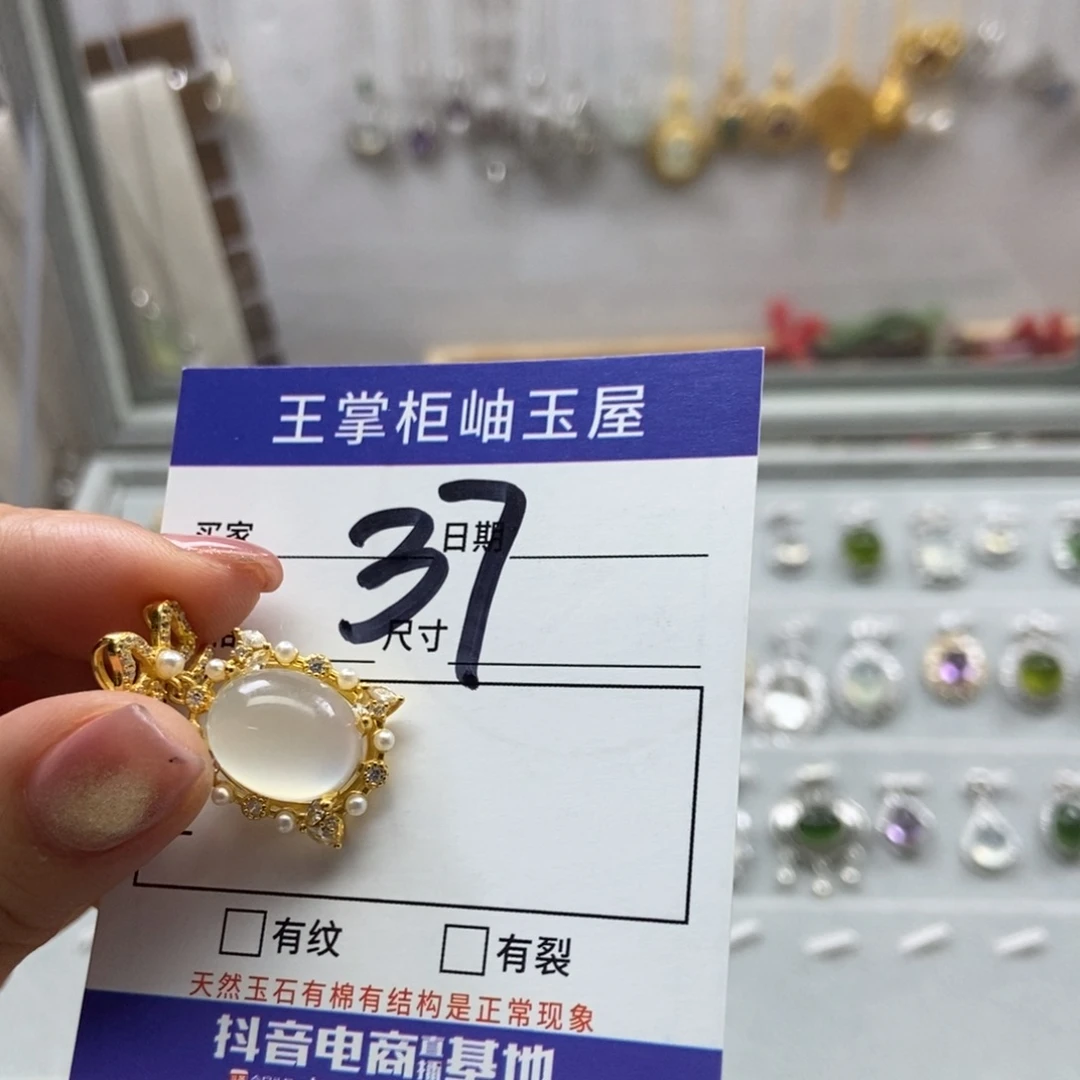 王掌柜岫玉屋
买家 日期
37
尺寸
有纹 有裂
天然玉石有棉有结构是正常现象
抖音电商直播基地